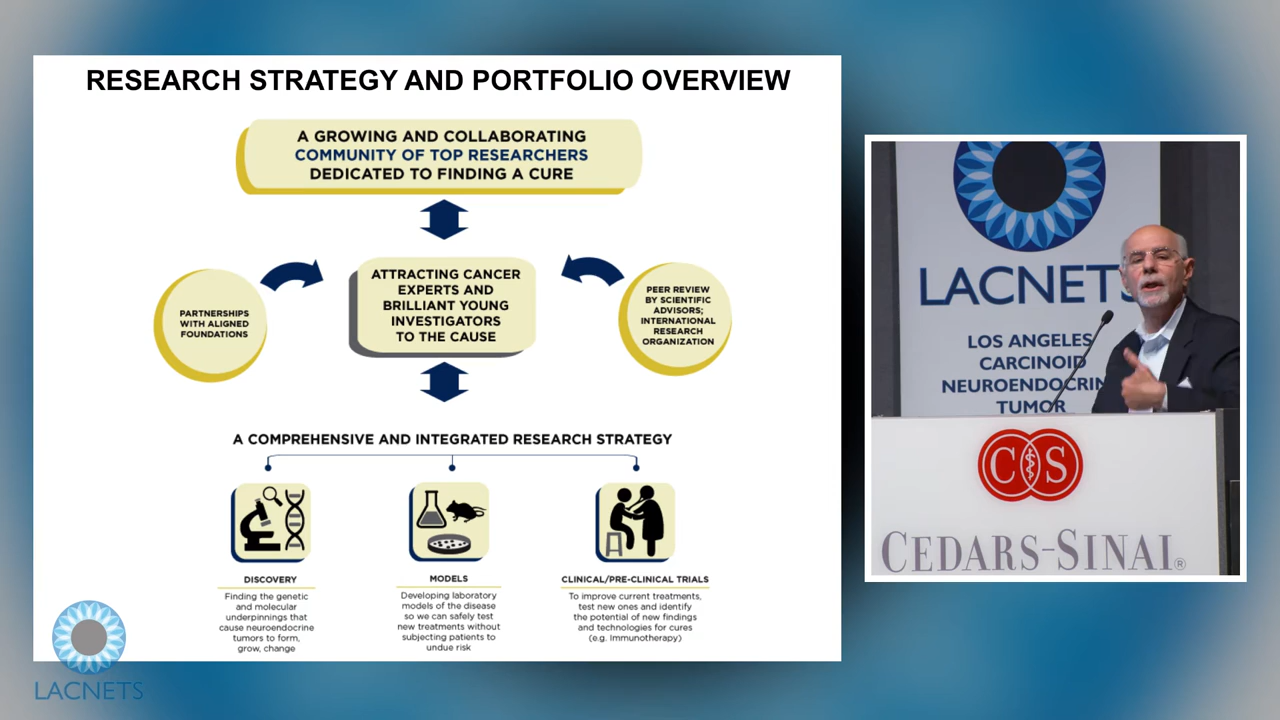 RESEARCH STRATEGY AND PORTFOLIO OVERVIEW
A GROWING AND COLLABORATING
COMMUNITY OF TOP RESEARCHERS
DEDICATED TO FINDING A CURE
PARTNERSHIPS
WITH ALIGNED
FOUNDATIONS
ATTRACTING CANCER
EXPERTS AND
BRILLIANT YOUNG
INVESTIGATORS
TO THE CAUSE
PEER REVIEW
BY SCIENTIFIC
ADVISORS;
INTERNATIONAL
RESEARCH
ORGANIZATION
A COMPREHENSIVE AND INTEGRATED RESEARCH STRATEGY
DISCOVERY
Finding the genetic
and molecular
underpinnings that
cause neuroendocrine
tumors to form,
grow, change
MODELS
Developing laboratory
models of the disease
so we can safely test
new treatments without
subjecting patients to
undue risk
CLINICAL/PRE-CLINICAL TRIALS
To improve current treatments,
test new ones and identify
the potential of new findings
and technologies for cures
(e.g. Immunotherapy)
LACNETS
LACNETS
LOS ANGELES
CARCINOID
NEUROENDOCRIN
TUMOR
C S
CEDARS-SINAI®